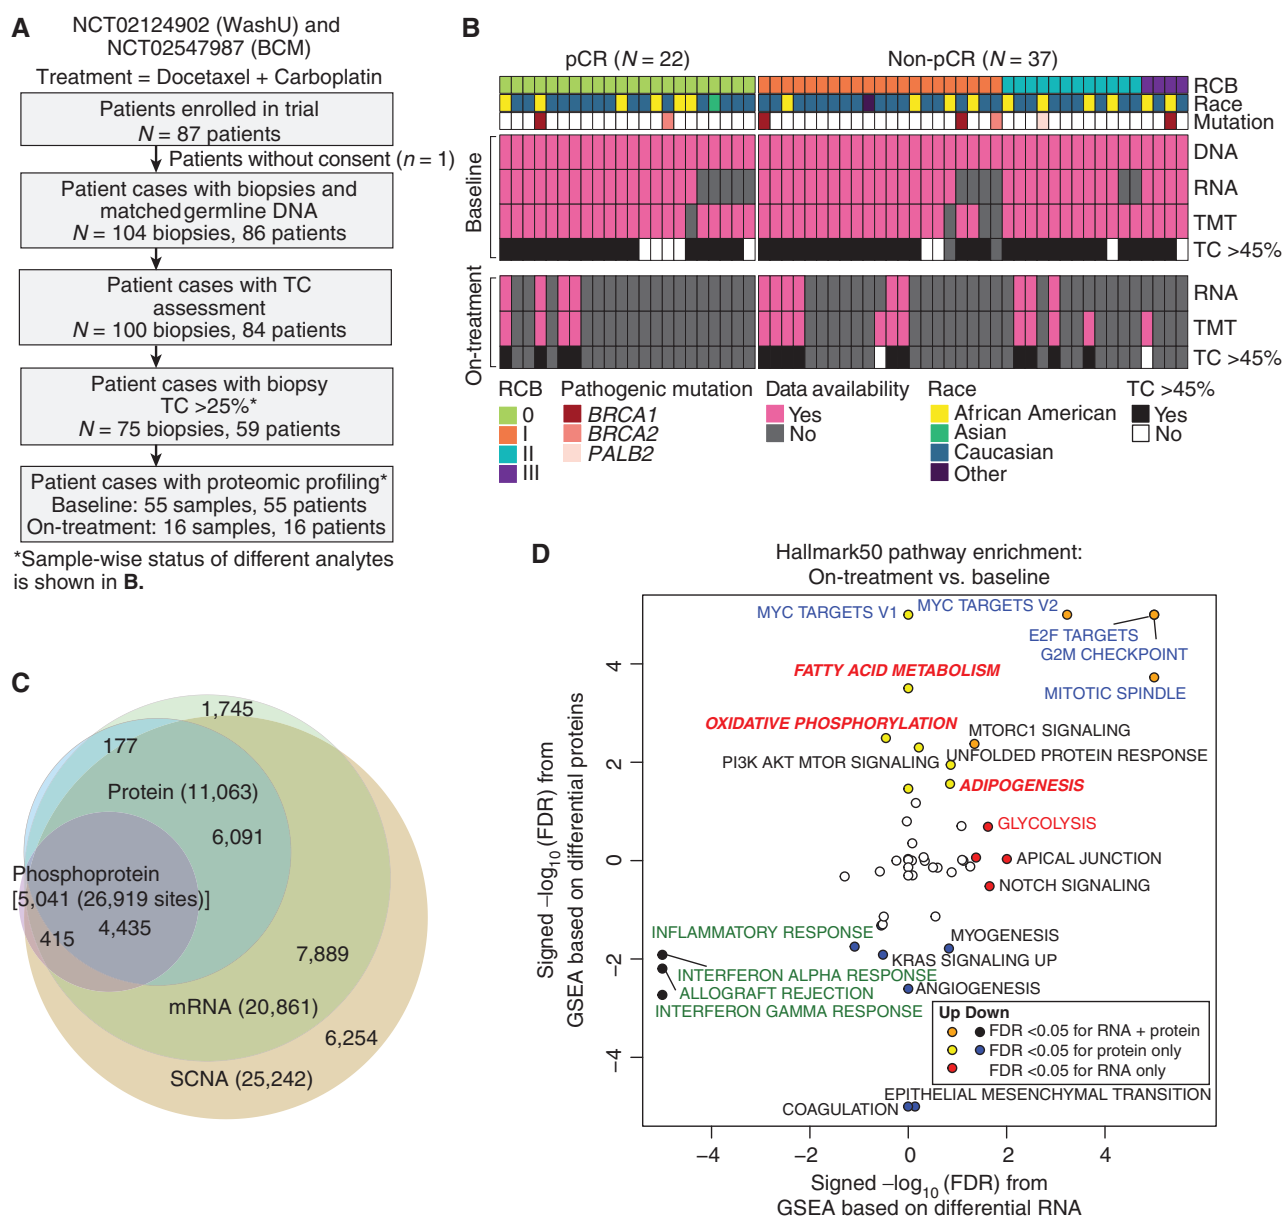 A
NCT02124902 (WashU) and
NCT02547987 (BCM)
Treatment = Docetaxel + Carboplatin
Patients enrolled in trial
N = 87 patients
Patients without consent (n = 1)
Patient cases with biopsies and
matched germline DNA
N = 104 biopsies, 86 patients
Patient cases with TC
assessment
N = 100 biopsies, 84 patients
Patient cases with biopsy
TC >25%*
N = 75 biopsies, 59 patients
Patient cases with proteomic profiling*
Baseline: 55 samples, 55 patients
On-treatment: 16 samples, 16 patients
*Sample-wise status of different analytes
is shown in B.
B
pCR (N = 22)
Non-pCR (N = 37)
RCB
Race
Mutation
Baseline
DNA
RNA
TMT
TC >45%
On-treatment
RNA
TMT
TC >45%
RCB
0
I
II
III
Pathogenic mutation
BRCA1
BRCA2
PALB2
Data availability
Yes
No
Race
African American
Asian
Caucasian
Other
TC >45%
Yes
No
C
1,745
177
Protein (11,063)
6,091
Phosphoprotein
[5,041 (26,919 sites)]
4,435
415
7,889
mRNA (20,861)
6,254
SCNA (25,242)
D
Hallmark50 pathway enrichment:
On-treatment vs. baseline
Signed –log10 (FDR) from
GSEA based on differential proteins
4
2
0
−2
−4
MYC TARGETS V1
MYC TARGETS V2
E2F TARGETS
G2M CHECKPOINT
FATTY ACID METABOLISM
MITOTIC SPINDLE
OXIDATIVE PHOSPHORYLATION
MTORC1 SIGNALING
PI3K AKT MTOR SIGNALING
UNFOLDED PROTEIN RESPONSE
ADIPOGENESIS
GLYCOLYSIS
APICAL JUNCTION
NOTCH SIGNALING
INFLAMMATORY RESPONSE
MYOGENESIS
KRAS SIGNALING UP
INTERFERON ALPHA RESPONSE
ALLOGRAFT REJECTION
ANGIOGENESIS
INTERFERON GAMMA RESPONSE
Up Down
FDR <0.05 for RNA + protein
FDR <0.05 for protein only
FDR <0.05 for RNA only
EPITHELIAL MESENCHYMAL TRANSITION
COAGULATION
−4
−2
0
2
4
Signed –log10 (FDR) from
GSEA based on differential RNA